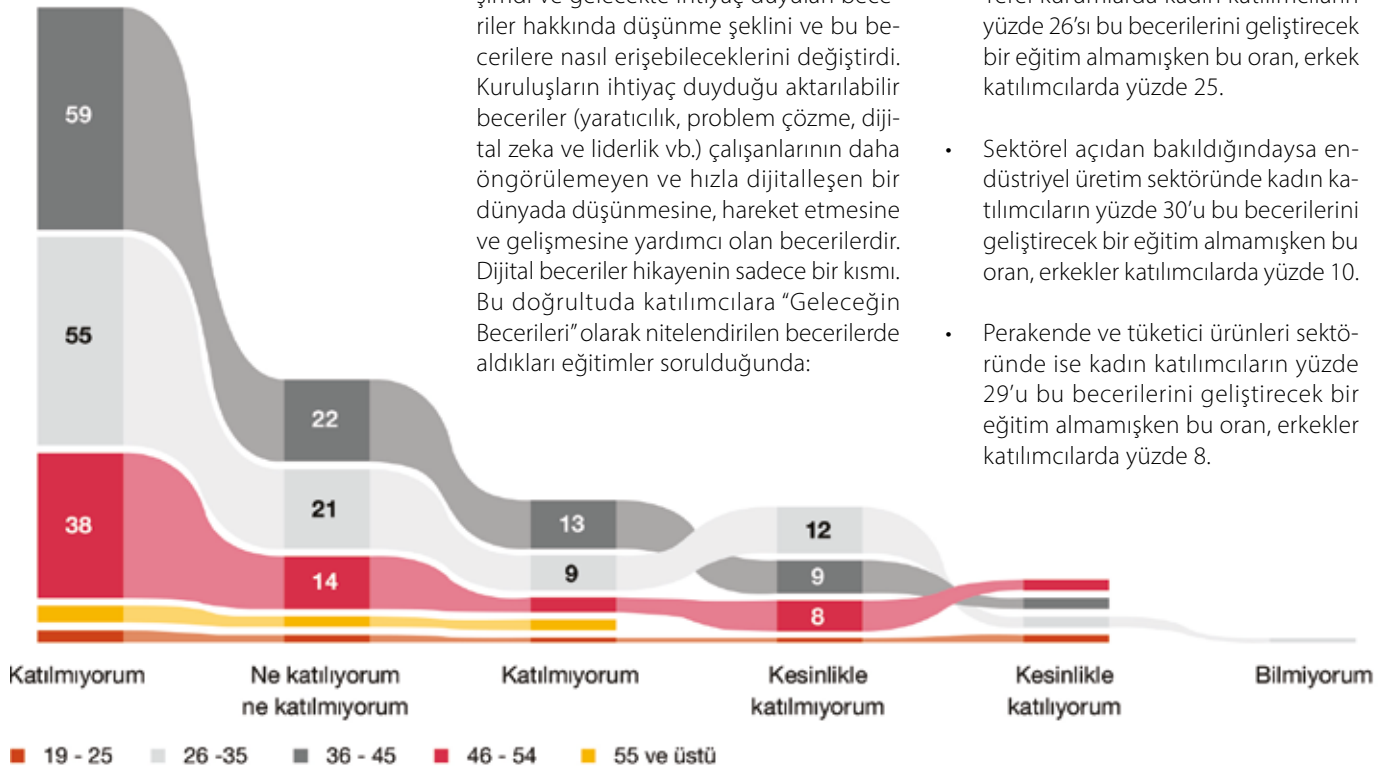 şimdi ve gelecekte ihtiyaç duyulan bece-
riler hakkında düşünme şeklini ve bu be-
cerilere nasıl erişebileceklerini değiştirdi.
Kuruluşların ihtiyaç duyduğu aktarılabilir
beceriler (yaratıcılık, problem çözme, diji-
tal zeka ve liderlik vb.) çalışanlarının daha
öngörülemeyen ve hızla dijitalleşen bir
dünyada düşünmesine, hareket etmesine
ve gelişmesine yardımcı olan becerilerdir.
Dijital beceriler hikayenin sadece bir kısmı.
Bu doğrultuda katılımcılara “Geleceğin
Becerileri” olarak nitelendirilen becerilerde
aldıkları eğitimler sorulduğunda:
Yerel kurumlarda kadın katılımcıların
yüzde 26’sı bu becerilerini geliştirecek
bir eğitim almamışken bu oran, erkek
katılımcılarda yüzde 25.
• Sektörel açıdan bakıldığındaysa en-
düstriyel üretim sektöründe kadın ka-
tılımcıların yüzde 30’u bu becerilerini
geliştirecek bir eğitim almamışken bu
oran, erkekler katılımcılarda yüzde 10.
• Perakende ve tüketici ürünleri sektö-
ründe ise kadın katılımcıların yüzde
29’u bu becerilerini geliştirecek bir
eğitim almamışken bu oran, erkekler
katılımcılarda yüzde 8.
59
55
38
22
21
14
13
9
12
9
8
Katılmıyorum
Ne katılıyorum
ne katılmıyorum
Katılmıyorum
Kesinlikle
katılmıyorum
Kesinlikle
katılıyorum
Bilmiyorum
19 - 25
26 -35
36 - 45
46 - 54
55 ve üstü